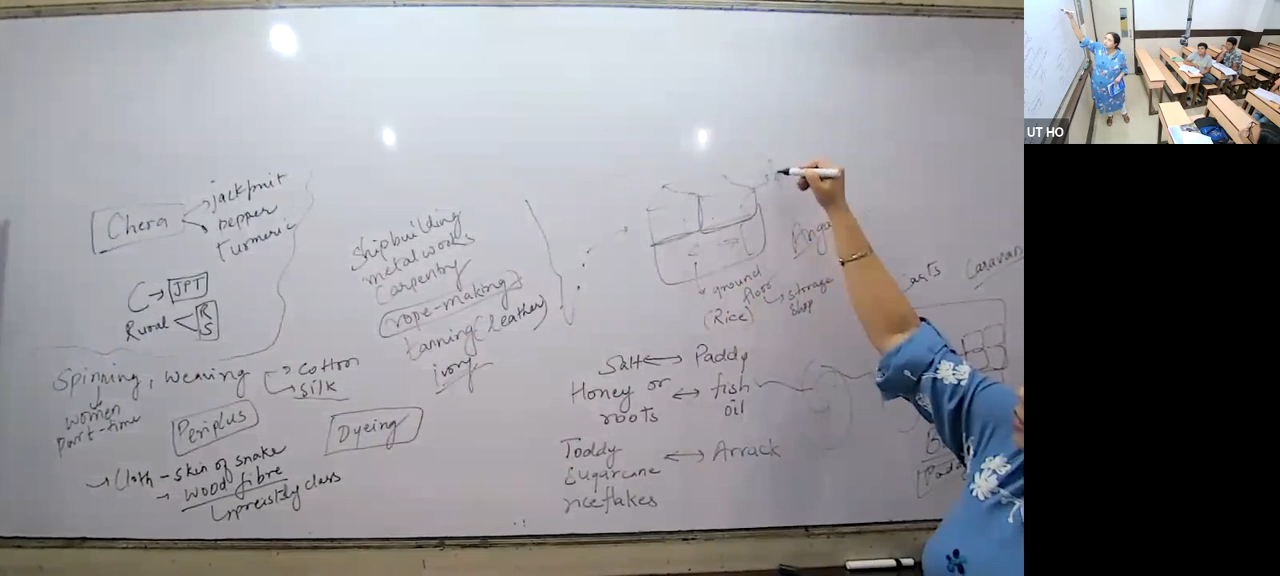 Chera
jackfruit
pepper
Turmeric
C → JPT
Rural
R
S
Spinning, weaving
cotton
silk
women
part-time
Periplus
Dyeing
→ Cloth - skin of snake
→ wood fibre
↳ priestly class
Shipbuilding
metal works
Carpentry
rope-making
tanning (leather)
Ivory
ground
floor
→ storage
shop
(Rice)
Salt ↔ Paddy
Honey or
roots ↔ fish
oil
Toddy
Sugarcane ↔ Arrack
riceflakes
Caravan
UT HO